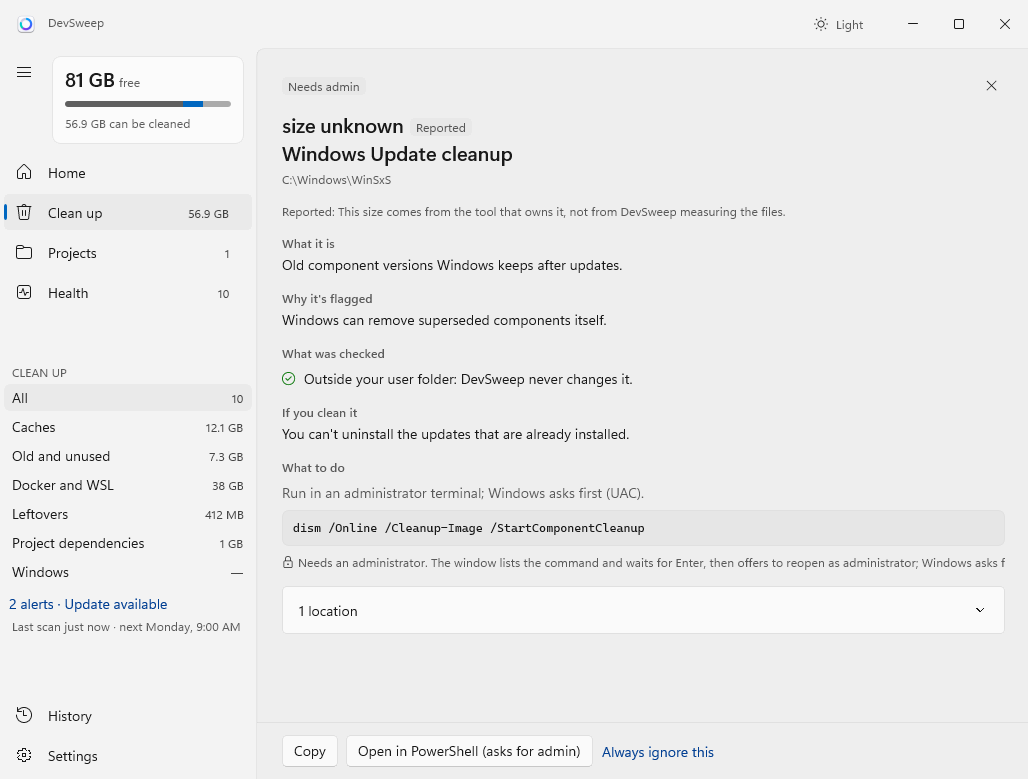 DevSweep
Light
81 GB free
56.9 GB can be cleaned
Home
Clean up 56.9 GB
Projects 1
Health 10
CLEAN UP
All 10
Caches 12.1 GB
Old and unused 7.3 GB
Docker and WSL 38 GB
Leftovers 412 MB
Project dependencies 1 GB
Windows —
2 alerts · Update available
Last scan just now · next Monday, 9:00 AM
History
Settings
Needs admin
size unknown Reported
Windows Update cleanup
C:\Windows\WinSxS
Reported: This size comes from the tool that owns it, not from DevSweep measuring the files.
What it is
Old component versions Windows keeps after updates.
Why it's flagged
Windows can remove superseded components itself.
What was checked
Outside your user folder: DevSweep never changes it.
If you clean it
You can't uninstall the updates that are already installed.
What to do
Run in an administrator terminal; Windows asks first (UAC).
dism /Online /Cleanup-Image /StartComponentCleanup
Needs an administrator. The window lists the command and waits for Enter, then offers to reopen as administrator; Windows asks f
1 location
Copy
Open in PowerShell (asks for admin)
Always ignore this